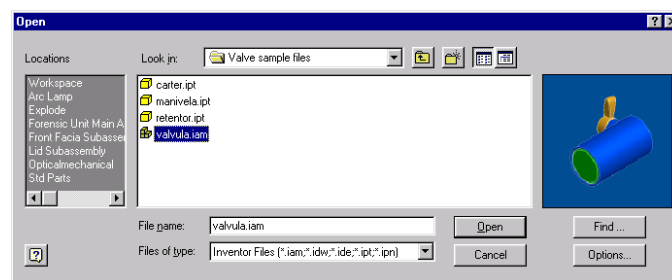 Open
Locations
Look in:
Valve sample files
Workspace
Arc Lamp
Explode
Forensic Unit Main A
Front Facia Subasser
Lid Subassembly
Opticalmechanical
Std Parts
carter.ipt
manivela.ipt
retentor.ipt
valvula.iam
File name:
valvula.iam
Open
Find ...
Files of type:
Inventor Files (*.iam;*.idw;*.ide;*.ipt;*.ipn)
Cancel
Options...